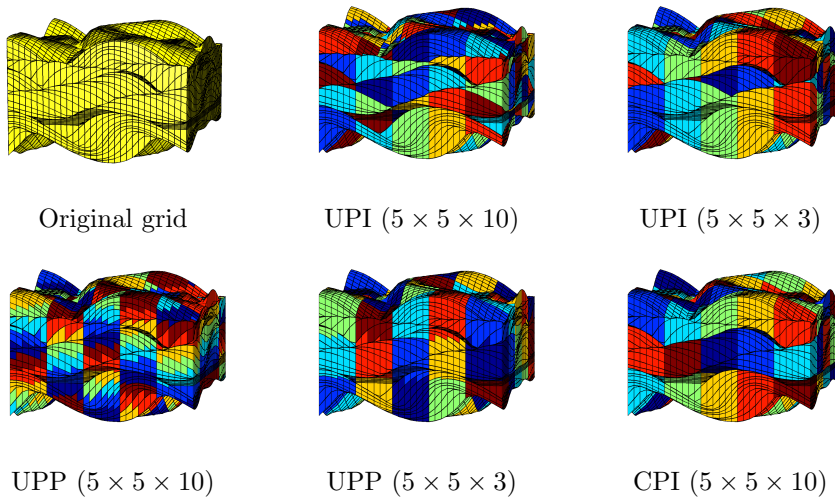 Original grid
UPI (5 × 5 × 10)
UPI (5 × 5 × 3)
UPP (5 × 5 × 10)
UPP (5 × 5 × 3)
CPI (5 × 5 × 10)